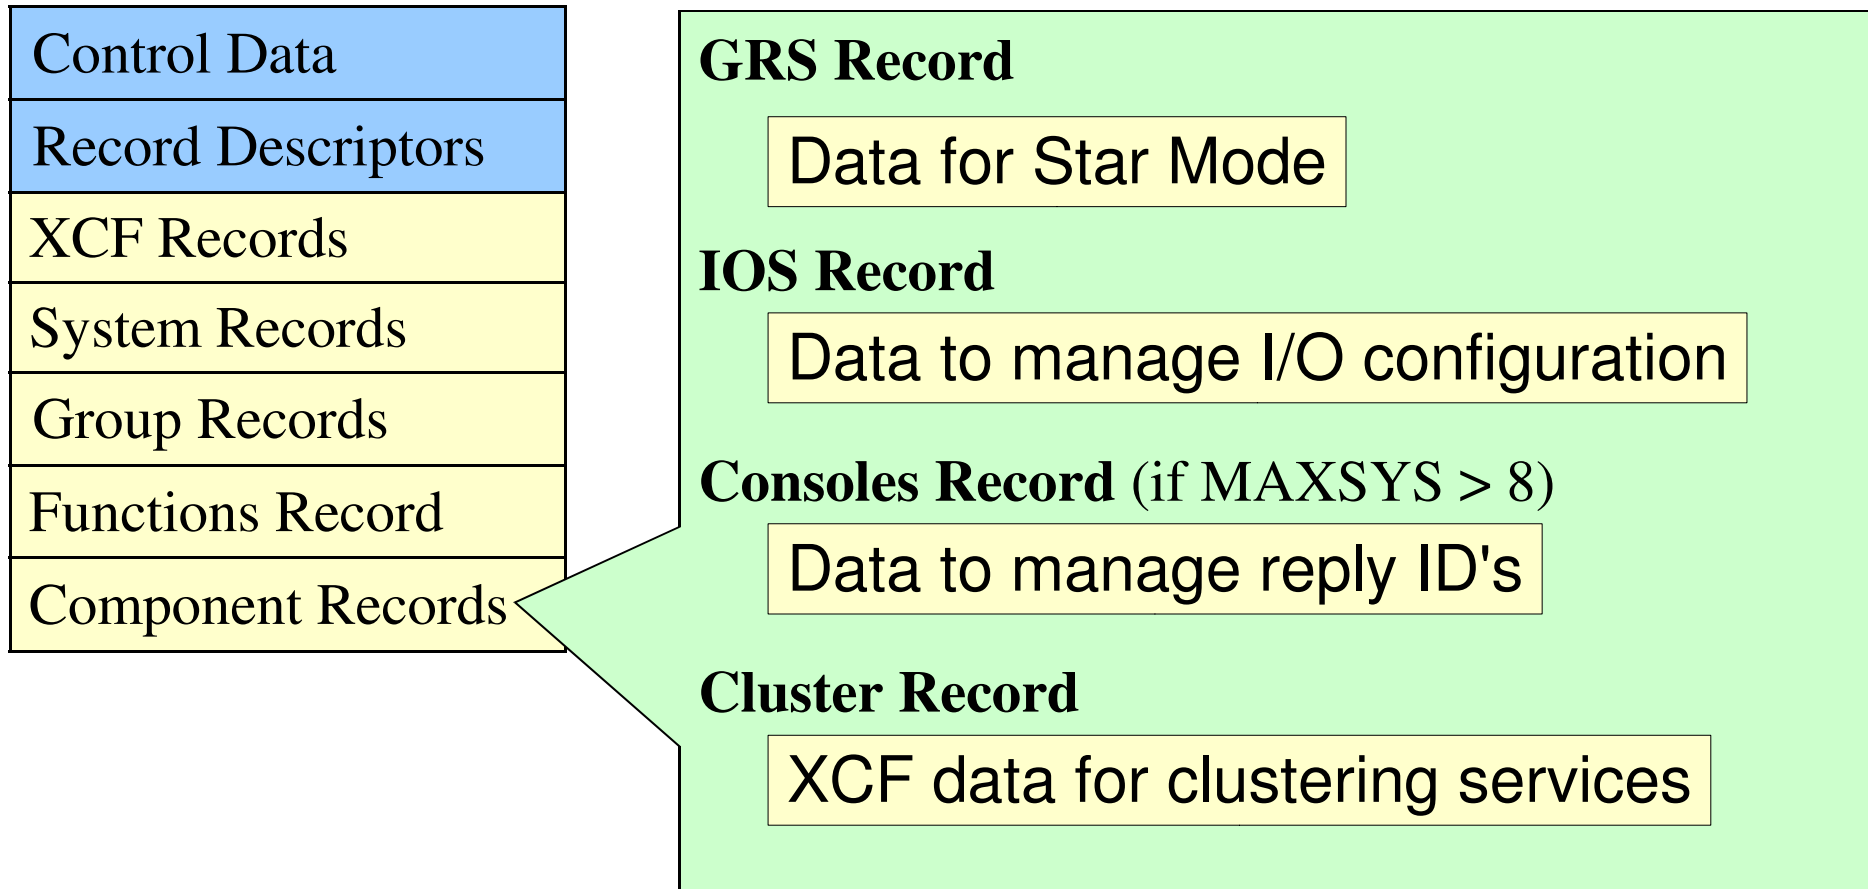 Control Data
Record Descriptors
XCF Records
System Records
Group Records
Functions Record
Component Records
GRS Record
Data for Star Mode
IOS Record
Data to manage I/O configuration
Consoles Record (if MAXSYS > 8)
Data to manage reply ID's
Cluster Record
XCF data for clustering services